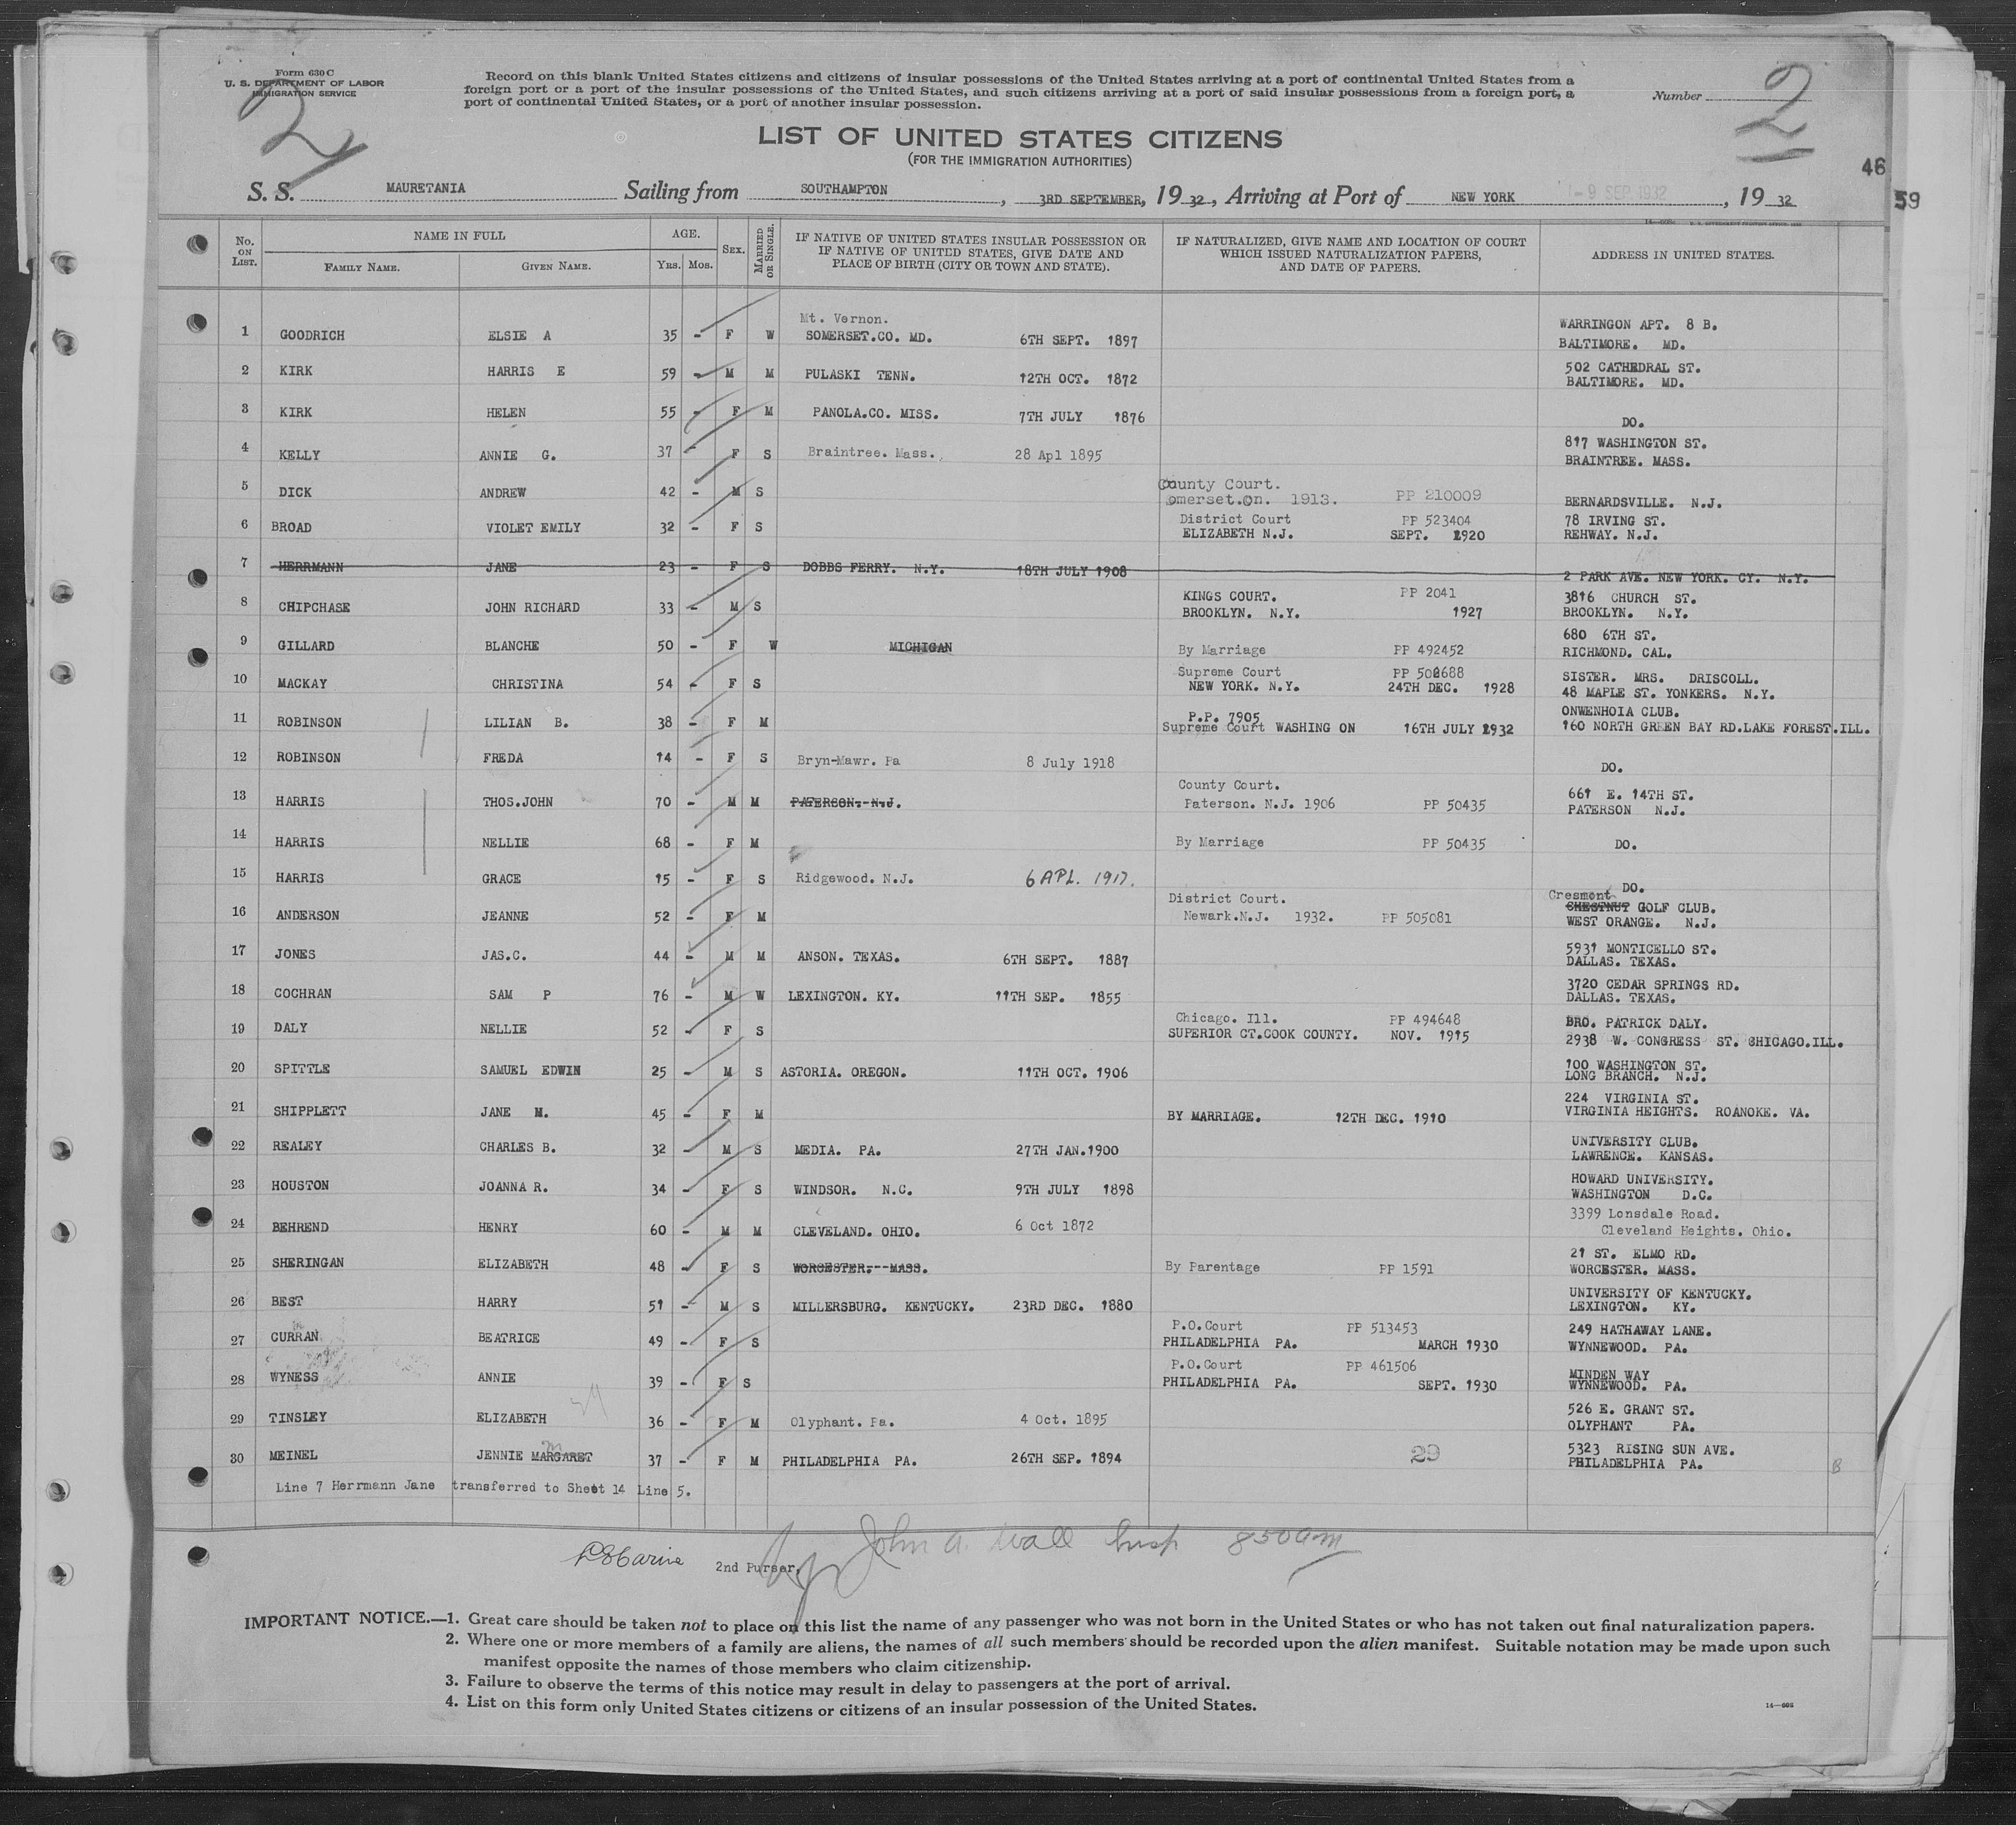 Form 630 C
U. S. DEPARTMENT OF LABOR
IMMIGRATION SERVICE
2
Record on this blank United States citizens and citizens of insular possessions of the United States arriving at a port of continental United States from a
foreign port or a port of the insular possessions of the United States, and such citizens arriving at a port of said insular possessions from a foreign port, a
port of continental United States, or a port of another insular possession.
Number 2
LIST OF UNITED STATES CITIZENS
(FOR THE IMMIGRATION AUTHORITIES)
46
59
S. S. MAURETANIA Sailing from SOUTHAMPTON, 3RD SEPTEMBER, 19 32, Arriving at Port of NEW YORK - 9 SEP 1932, 19 32
No. ON LIST. NAME IN FULL FAMILY NAME. GIVEN NAME. AGE. YRS. MOS. SEX. MARRIED OR SINGLE. IF NATIVE OF UNITED STATES INSULAR POSSESSION OR IF NATIVE OF UNITED STATES, GIVE DATE AND PLACE OF BIRTH (CITY OR TOWN AND STATE). IF NATURALIZED, GIVE NAME AND LOCATION OF COURT WHICH ISSUED NATURALIZATION PAPERS, AND DATE OF PAPERS. ADDRESS IN UNITED STATES.
1 GOODRICH ELSIE A 35 - F W Mt. Vernon. SOMERSET.CO. MD. 6TH SEPT. 1897 WARRINGON APT. 8 B. BALTIMORE. MD.
2 KIRK HARRIS E 59 - M M PULASKI TENN. 12TH OCT. 1872 502 CATHEDRAL ST. BALTIMORE. MD.
3 KIRK HELEN 55 - F M PANOLA.CO. MISS. 7TH JULY 1876 DO.
4 KELLY ANNIE G. 37 - F S Braintree. Mass. 28 Apl 1895 817 WASHINGTON ST. BRAINTREE. MASS.
5 DICK ANDREW 42 - M S County Court. omerset.on. 1913. PP 210009 BERNARDSVILLE. N.J.
6 BROAD VIOLET EMILY 32 - F S District Court PP 523404 ELIZABETH N.J. SEPT. 1920 78 IRVING ST. REHWAY. N.J.
7 HERRMANN JANE 23 - F S DOBBS FERRY. N.Y. 18TH JULY 1908 2 PARK AVE. NEW YORK. CY. N.Y.
8 CHIPCHASE JOHN RICHARD 33 - M S KINGS COURT. PP 2041 BROOKLYN. N.Y. 1927 3816 CHURCH ST. BROOKLYN. N.Y.
9 GILLARD BLANCHE 50 - F W MICHIGAN By Marriage PP 492452 680 6TH ST. RICHMOND. CAL.
10 MACKAY CHRISTINA 54 - F S Supreme Court PP 502688 NEW YORK. N.Y. 24TH DEC. 1928 SISTER. MRS. DRISCOLL. 48 MAPLE ST. YONKERS. N.Y.
11 ROBINSON LILIAN B. 38 - F M P.P. 7905 Supreme Court WASHING ON 16TH JULY 1932 ONWENHOIA CLUB. 160 NORTH GREEN BAY RD.LAKE FOREST.ILL.
12 ROBINSON FREDA 14 - F S Bryn-Mawr. Pa 8 July 1918 DO.
13 HARRIS THOS.JOHN 70 - M M PATERSON. N.J. County Court. Paterson. N.J. 1906 PP 50435 661 E. 14TH ST. PATERSON N.J.
14 HARRIS NELLIE 68 - F M By Marriage PP 50435 DO.
15 HARRIS GRACE 15 - F S Ridgewood. N.J. 6 APL. 1917. DO.
16 ANDERSON JEANNE 52 - F M District Court. Newark.N.J. 1932. PP 505081 Cresmont CHESTNUT GOLF CLUB. WEST ORANGE. N.J.
17 JONES JAS.C. 44 - M M ANSON. TEXAS. 6TH SEPT. 1887 5931 MONTICELLO ST. DALLAS. TEXAS.
18 COCHRAN SAM P 76 - M W LEXINGTON. KY. 11TH SEP. 1855 3720 CEDAR SPRINGS RD. DALLAS. TEXAS.
19 DALY NELLIE 52 - F S Chicago. Ill. PP 494648 SUPERIOR CT.COOK COUNTY. NOV. 1915 BRO. PATRICK DALY. 2938 W. CONGRESS ST. CHICAGO.ILL.
20 SPITTLE SAMUEL EDWIN 25 - M S ASTORIA. OREGON. 11TH OCT. 1906 100 WASHINGTON ST. LONG BRANCH. N.J.
21 SHIPPLETT JANE M. 45 - F M BY MARRIAGE. 12TH DEC. 1910 224 VIRGINIA ST. VIRGINIA HEIGHTS. ROANOKE. VA.
22 REALEY CHARLES B. 32 - M S MEDIA. PA. 27TH JAN.1900 UNIVERSITY CLUB. LAWRENCE. KANSAS.
23 HOUSTON JOANNA R. 34 - F S WINDSOR. N.C. 9TH JULY 1898 HOWARD UNIVERSITY. WASHINGTON D.C.
24 BEHREND HENRY 60 - M M CLEVELAND. OHIO. 6 Oct 1872 3399 Lonsdale Road. Cleveland Heights. Ohio.
25 SHERINGAN ELIZABETH 48 - F S WORCESTER. MASS. By Parentage PP 1591 21 ST. ELMO RD. WORCESTER. MASS.
26 BEST HARRY 51 - M S MILLERSBURG. KENTUCKY. 23RD DEC. 1880 UNIVERSITY OF KENTUCKY. LEXINGTON. KY.
27 CURRAN BEATRICE 49 - F S P.O.Court PP 513453 PHILADELPHIA PA. MARCH 1930 249 HATHAWAY LANE. WYNNEWOOD. PA.
28 WYNESS ANNIE 39 - F S P.O.Court PP 461506 PHILADELPHIA PA. SEPT. 1930 MINDEN WAY WYNNEWOOD. PA.
29 TINSLEY ELIZABETH 36 - F M Olyphant. Pa. 4 Oct. 1895 526 E. GRANT ST. OLYPHANT PA.
30 MEINEL JENNIE MARGARET 37 - F M PHILADELPHIA PA. 26TH SEP. 1894 29 5323 RISING SUN AVE. PHILADELPHIA PA. B
Line 7 Herrmann Jane transferred to Sheet 14 Line 5.
2nd Purser, John A. Wall Insp 850 am
IMPORTANT NOTICE.—1. Great care should be taken not to place on this list the name of any passenger who was not born in the United States or who has not taken out final naturalization papers.
2. Where one or more members of a family are aliens, the names of all such members should be recorded upon the alien manifest. Suitable notation may be made upon such
manifest opposite the names of those members who claim citizenship.
3. Failure to observe the terms of this notice may result in delay to passengers at the port of arrival.
4. List on this form only United States citizens or citizens of an insular possession of the United States.